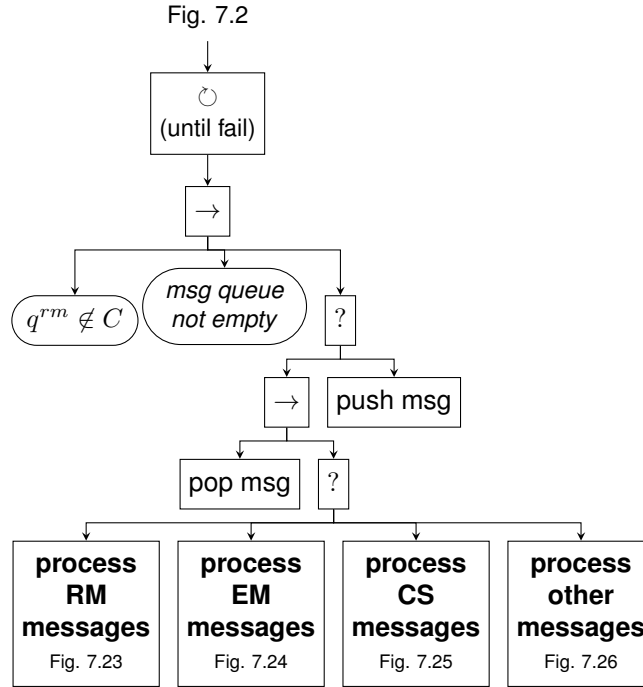 Fig. 7.2
↻
(until fail)
→
q^{rm} ∉ C
msg queue
not empty
?
→
push msg
pop msg
?
process
RM
messages
Fig. 7.23
process
EM
messages
Fig. 7.24
process
CS
messages
Fig. 7.25
process
other
messages
Fig. 7.26